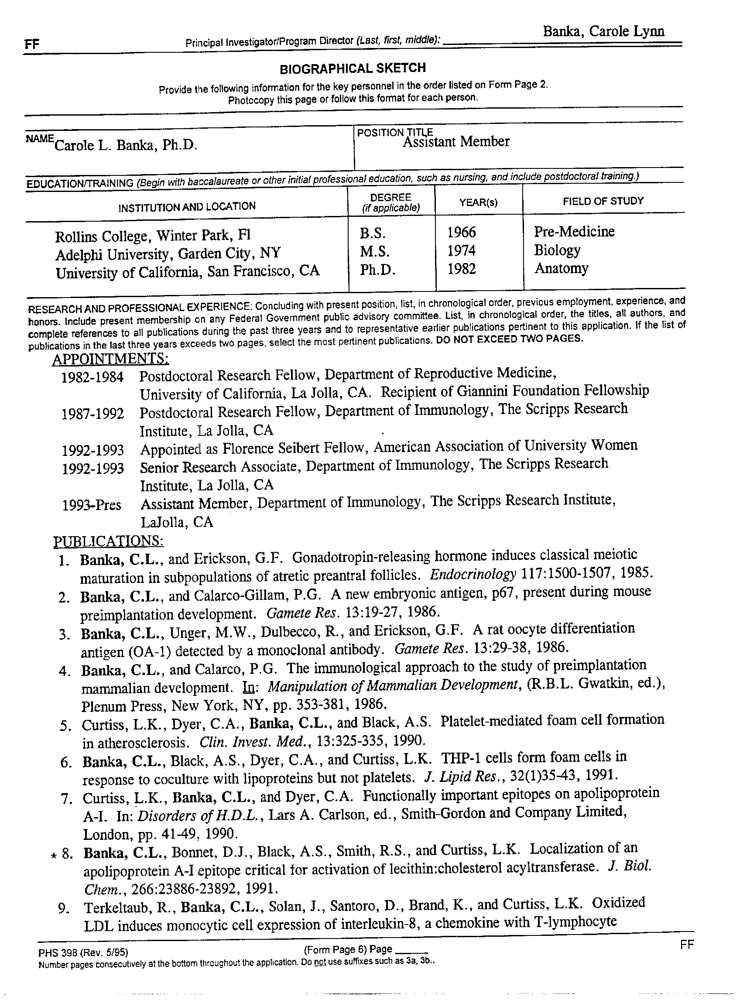 FF
Principal Investigator/Program Director (Last, first, middle): Banka, Carole Lynn
BIOGRAPHICAL SKETCH
Provide the following information for the key personnel in the order listed on Form Page 2.
Photocopy this page or follow this format for each person.
NAME Carole L. Banka, Ph.D.
POSITION TITLE
Assistant Member
EDUCATION/TRAINING (Begin with baccalaureate or other initial professional education, such as nursing, and include postdoctoral training.)
INSTITUTION AND LOCATION DEGREE (if applicable) YEAR(s) FIELD OF STUDY
Rollins College, Winter Park, Fl B.S. 1966 Pre-Medicine
Adelphi University, Garden City, NY M.S. 1974 Biology
University of California, San Francisco, CA Ph.D. 1982 Anatomy
RESEARCH AND PROFESSIONAL EXPERIENCE: Concluding with present position, list, in chronological order, previous employment, experience, and
honors. Include present membership on any Federal Government public advisory committee. List, in chronological order, the titles, all authors, and
complete references to all publications during the past three years and to representative earlier publications pertinent to this application. If the list of
publications in the last three years exceeds two pages, select the most pertinent publications. DO NOT EXCEED TWO PAGES.
APPOINTMENTS:
1982-1984 Postdoctoral Research Fellow, Department of Reproductive Medicine,
University of California, La Jolla, CA. Recipient of Giannini Foundation Fellowship
1987-1992 Postdoctoral Research Fellow, Department of Immunology, The Scripps Research
Institute, La Jolla, CA
1992-1993 Appointed as Florence Seibert Fellow, American Association of University Women
1992-1993 Senior Research Associate, Department of Immunology, The Scripps Research
Institute, La Jolla, CA
1993-Pres Assistant Member, Department of Immunology, The Scripps Research Institute,
LaJolla, CA
PUBLICATIONS:
1. Banka, C.L., and Erickson, G.F. Gonadotropin-releasing hormone induces classical meiotic
maturation in subpopulations of atretic preantral follicles. Endocrinology 117:1500-1507, 1985.
2. Banka, C.L., and Calarco-Gillam, P.G. A new embryonic antigen, p67, present during mouse
preimplantation development. Gamete Res. 13:19-27, 1986.
3. Banka, C.L., Unger, M.W., Dulbecco, R., and Erickson, G.F. A rat oocyte differentiation
antigen (OA-1) detected by a monoclonal antibody. Gamete Res. 13:29-38, 1986.
4. Banka, C.L., and Calarco, P.G. The immunological approach to the study of preimplantation
mammalian development. In: Manipulation of Mammalian Development, (R.B.L. Gwatkin, ed.),
Plenum Press, New York, NY, pp. 353-381, 1986.
5. Curtiss, L.K., Dyer, C.A., Banka, C.L., and Black, A.S. Platelet-mediated foam cell formation
in atherosclerosis. Clin. Invest. Med., 13:325-335, 1990.
6. Banka, C.L., Black, A.S., Dyer, C.A., and Curtiss, L.K. THP-1 cells form foam cells in
response to coculture with lipoproteins but not platelets. J. Lipid Res., 32(1)35-43, 1991.
7. Curtiss, L.K., Banka, C.L., and Dyer, C.A. Functionally important epitopes on apolipoprotein
A-I. In: Disorders of H.D.L., Lars A. Carlson, ed., Smith-Gordon and Company Limited,
London, pp. 41-49, 1990.
* 8. Banka, C.L., Bonnet, D.J., Black, A.S., Smith, R.S., and Curtiss, L.K. Localization of an
apolipoprotein A-I epitope critical for activation of lecithin:cholesterol acyltransferase. J. Biol.
Chem., 266:23886-23892, 1991.
9. Terkeltaub, R., Banka, C.L., Solan, J., Santoro, D., Brand, K., and Curtiss, L.K. Oxidized
LDL induces monocytic cell expression of interleukin-8, a chemokine with T-lymphocyte
PHS 398 (Rev. 5/95) (Form Page 6) Page ______ FF
Number pages consecutively at the bottom throughout the application. Do not use suffixes such as 3a, 3b..